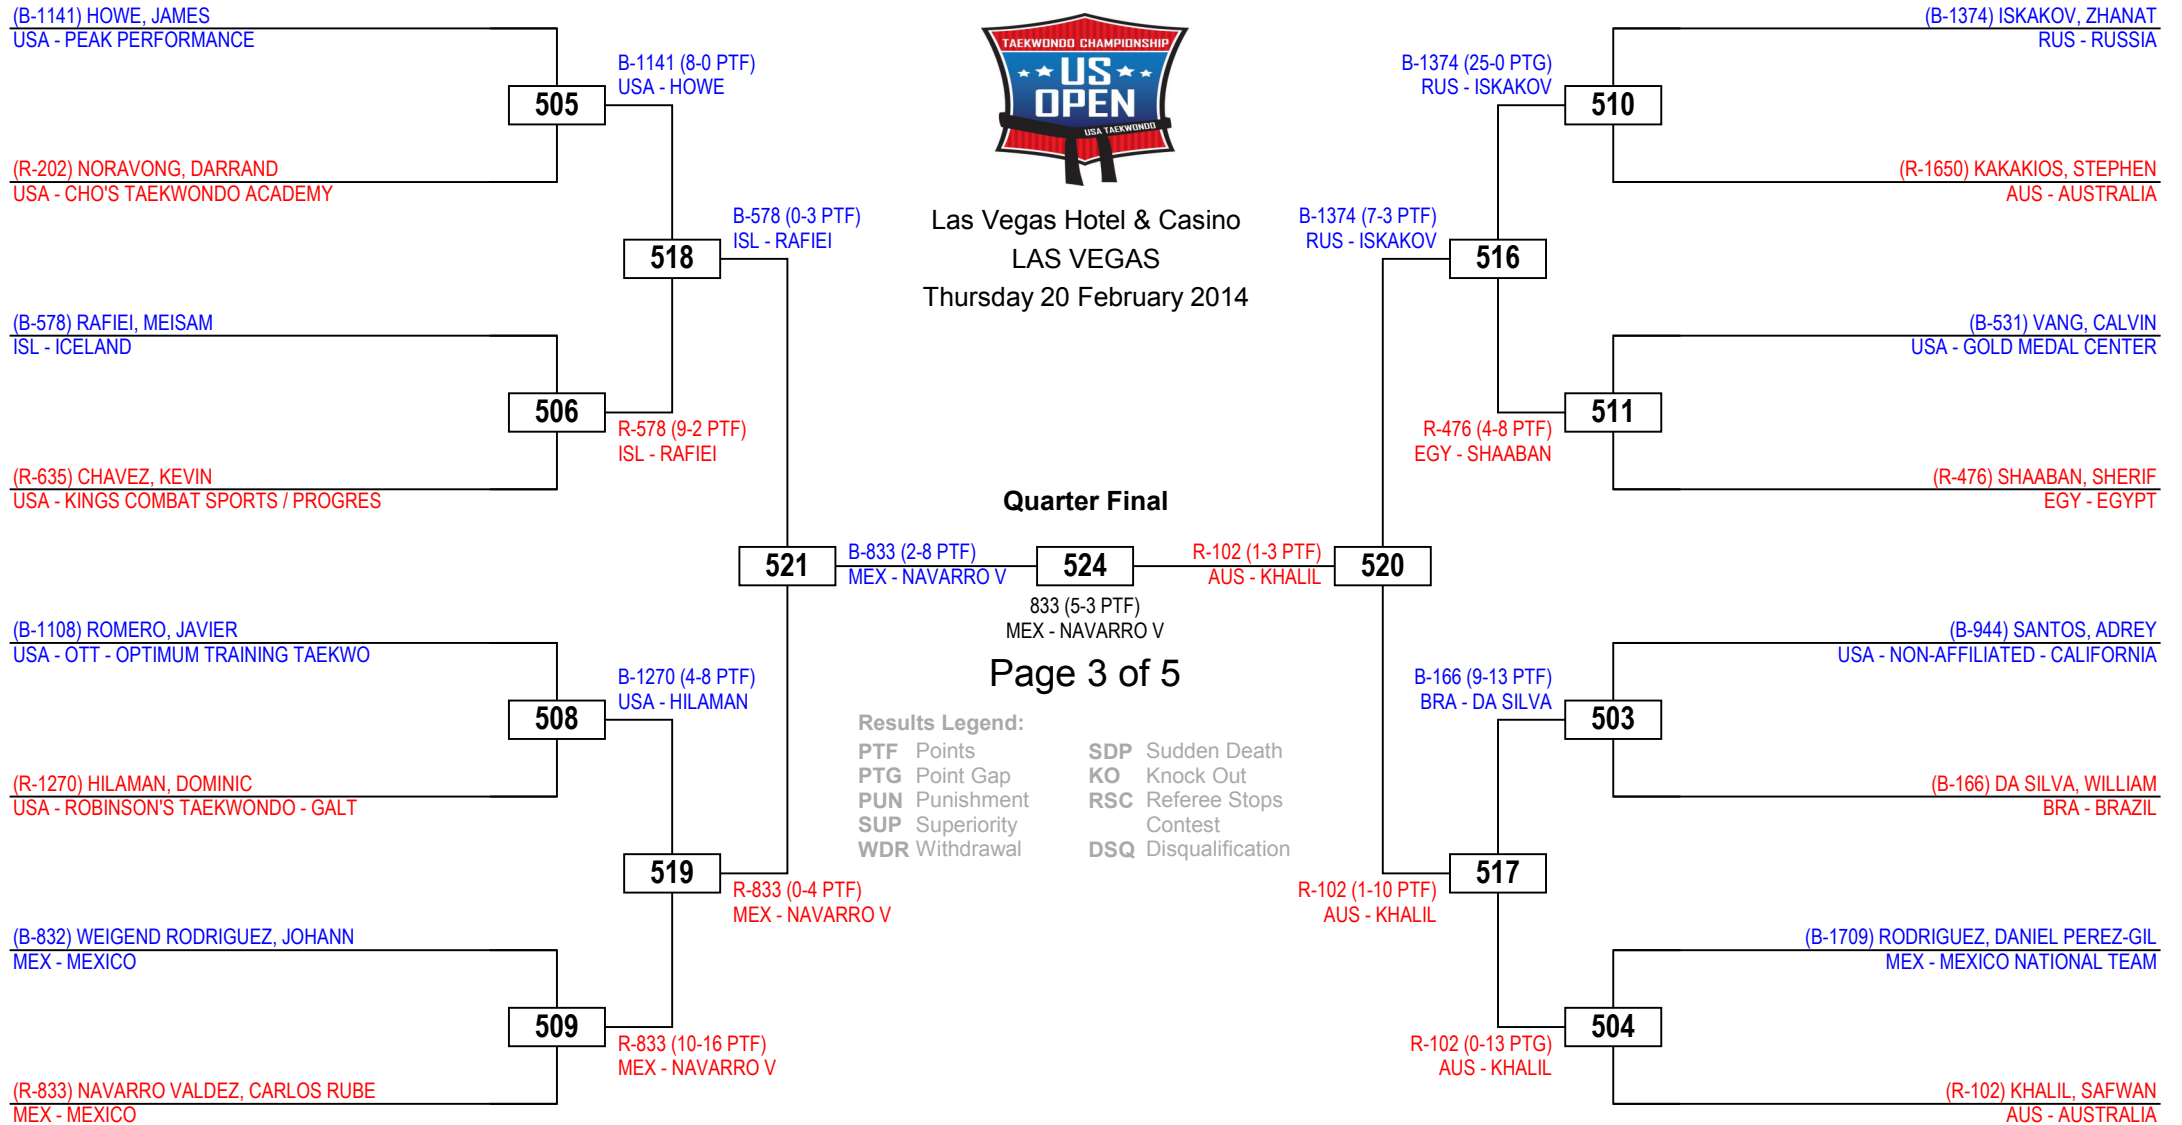 (B-1141) HOWE, JAMES
USA - PEAK PERFORMANCE
B-1141 (8-0 PTF)
USA - HOWE
505
(R-202) NORAVONG, DARRAND
USA - CHO'S TAEKWONDO ACADEMY
B-578 (0-3 PTF)
ISL - RAFIEI
518
(B-578) RAFIEI, MEISAM
ISL - ICELAND
506
R-578 (9-2 PTF)
ISL - RAFIEI
(R-635) CHAVEZ, KEVIN
USA - KINGS COMBAT SPORTS / PROGRES
521
B-833 (2-8 PTF)
MEX - NAVARRO V
(B-1108) ROMERO, JAVIER
USA - OTT - OPTIMUM TRAINING TAEKWO
B-1270 (4-8 PTF)
USA - HILAMAN
508
(R-1270) HILAMAN, DOMINIC
USA - ROBINSON'S TAEKWONDO - GALT
519
R-833 (0-4 PTF)
MEX - NAVARRO V
(B-832) WEIGEND RODRIGUEZ, JOHANN
MEX - MEXICO
509
R-833 (10-16 PTF)
MEX - NAVARRO V
(R-833) NAVARRO VALDEZ, CARLOS RUBE
MEX - MEXICO
TAEKWONDO CHAMPIONSHIP
US
OPEN
USA TAEKWONDO
Las Vegas Hotel & Casino
LAS VEGAS
Thursday 20 February 2014
Quarter Final
524
833 (5-3 PTF)
MEX - NAVARRO V
Page 3 of 5
Results Legend:
PTF Points
PTG Point Gap
PUN Punishment
SUP Superiority
WDR Withdrawal
SDP Sudden Death
KO Knock Out
RSC Referee Stops
Contest
DSQ Disqualification
(B-1374) ISKAKOV, ZHANAT
RUS - RUSSIA
B-1374 (25-0 PTG)
RUS - ISKAKOV
510
(R-1650) KAKAKIOS, STEPHEN
AUS - AUSTRALIA
B-1374 (7-3 PTF)
RUS - ISKAKOV
516
(B-531) VANG, CALVIN
USA - GOLD MEDAL CENTER
511
R-476 (4-8 PTF)
EGY - SHAABAN
(R-476) SHAABAN, SHERIF
EGY - EGYPT
R-102 (1-3 PTF)
AUS - KHALIL
520
(B-944) SANTOS, ADREY
USA - NON-AFFILIATED - CALIFORNIA
B-166 (9-13 PTF)
BRA - DA SILVA
503
(B-166) DA SILVA, WILLIAM
BRA - BRAZIL
517
R-102 (1-10 PTF)
AUS - KHALIL
(B-1709) RODRIGUEZ, DANIEL PEREZ-GIL
MEX - MEXICO NATIONAL TEAM
504
R-102 (0-13 PTG)
AUS - KHALIL
(R-102) KHALIL, SAFWAN
AUS - AUSTRALIA